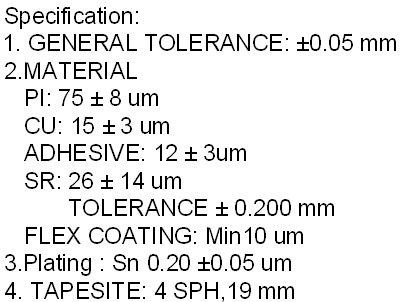 Specification:
1. GENERAL TOLERANCE: ±0.05 mm
2.MATERIAL
PI: 75 ± 8 um
CU: 15 ± 3 um
ADHESIVE: 12 ± 3um
SR: 26 ± 14 um
TOLERANCE ± 0.200 mm
FLEX COATING: Min10 um
3.Plating : Sn 0.20 ±0.05 um
4. TAPESITE: 4 SPH,19 mm